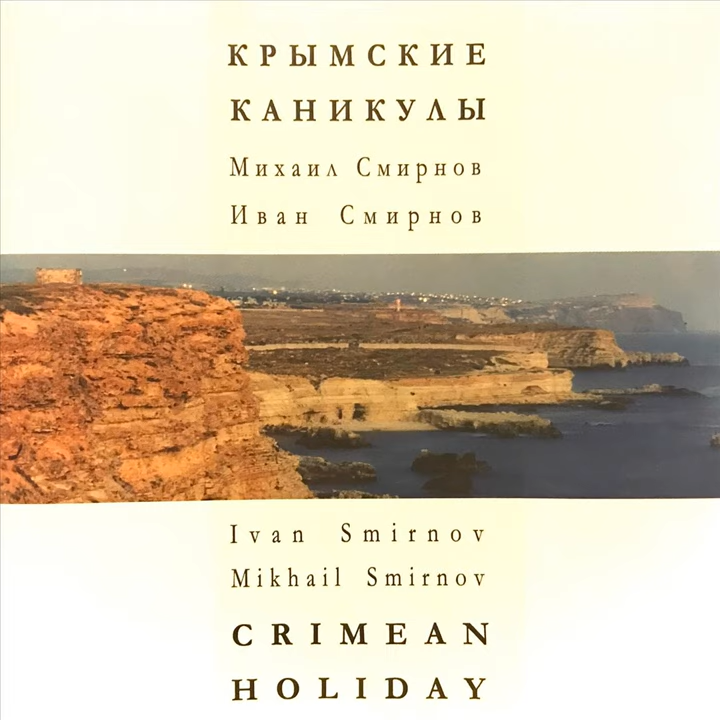 КРЫМСКИЕ
КАНИКУЛЫ
Михаил Смирнов
Иван Смирнов
Ivan Smirnov
Mikhail Smirnov
CRIMEAN
HOLIDAY